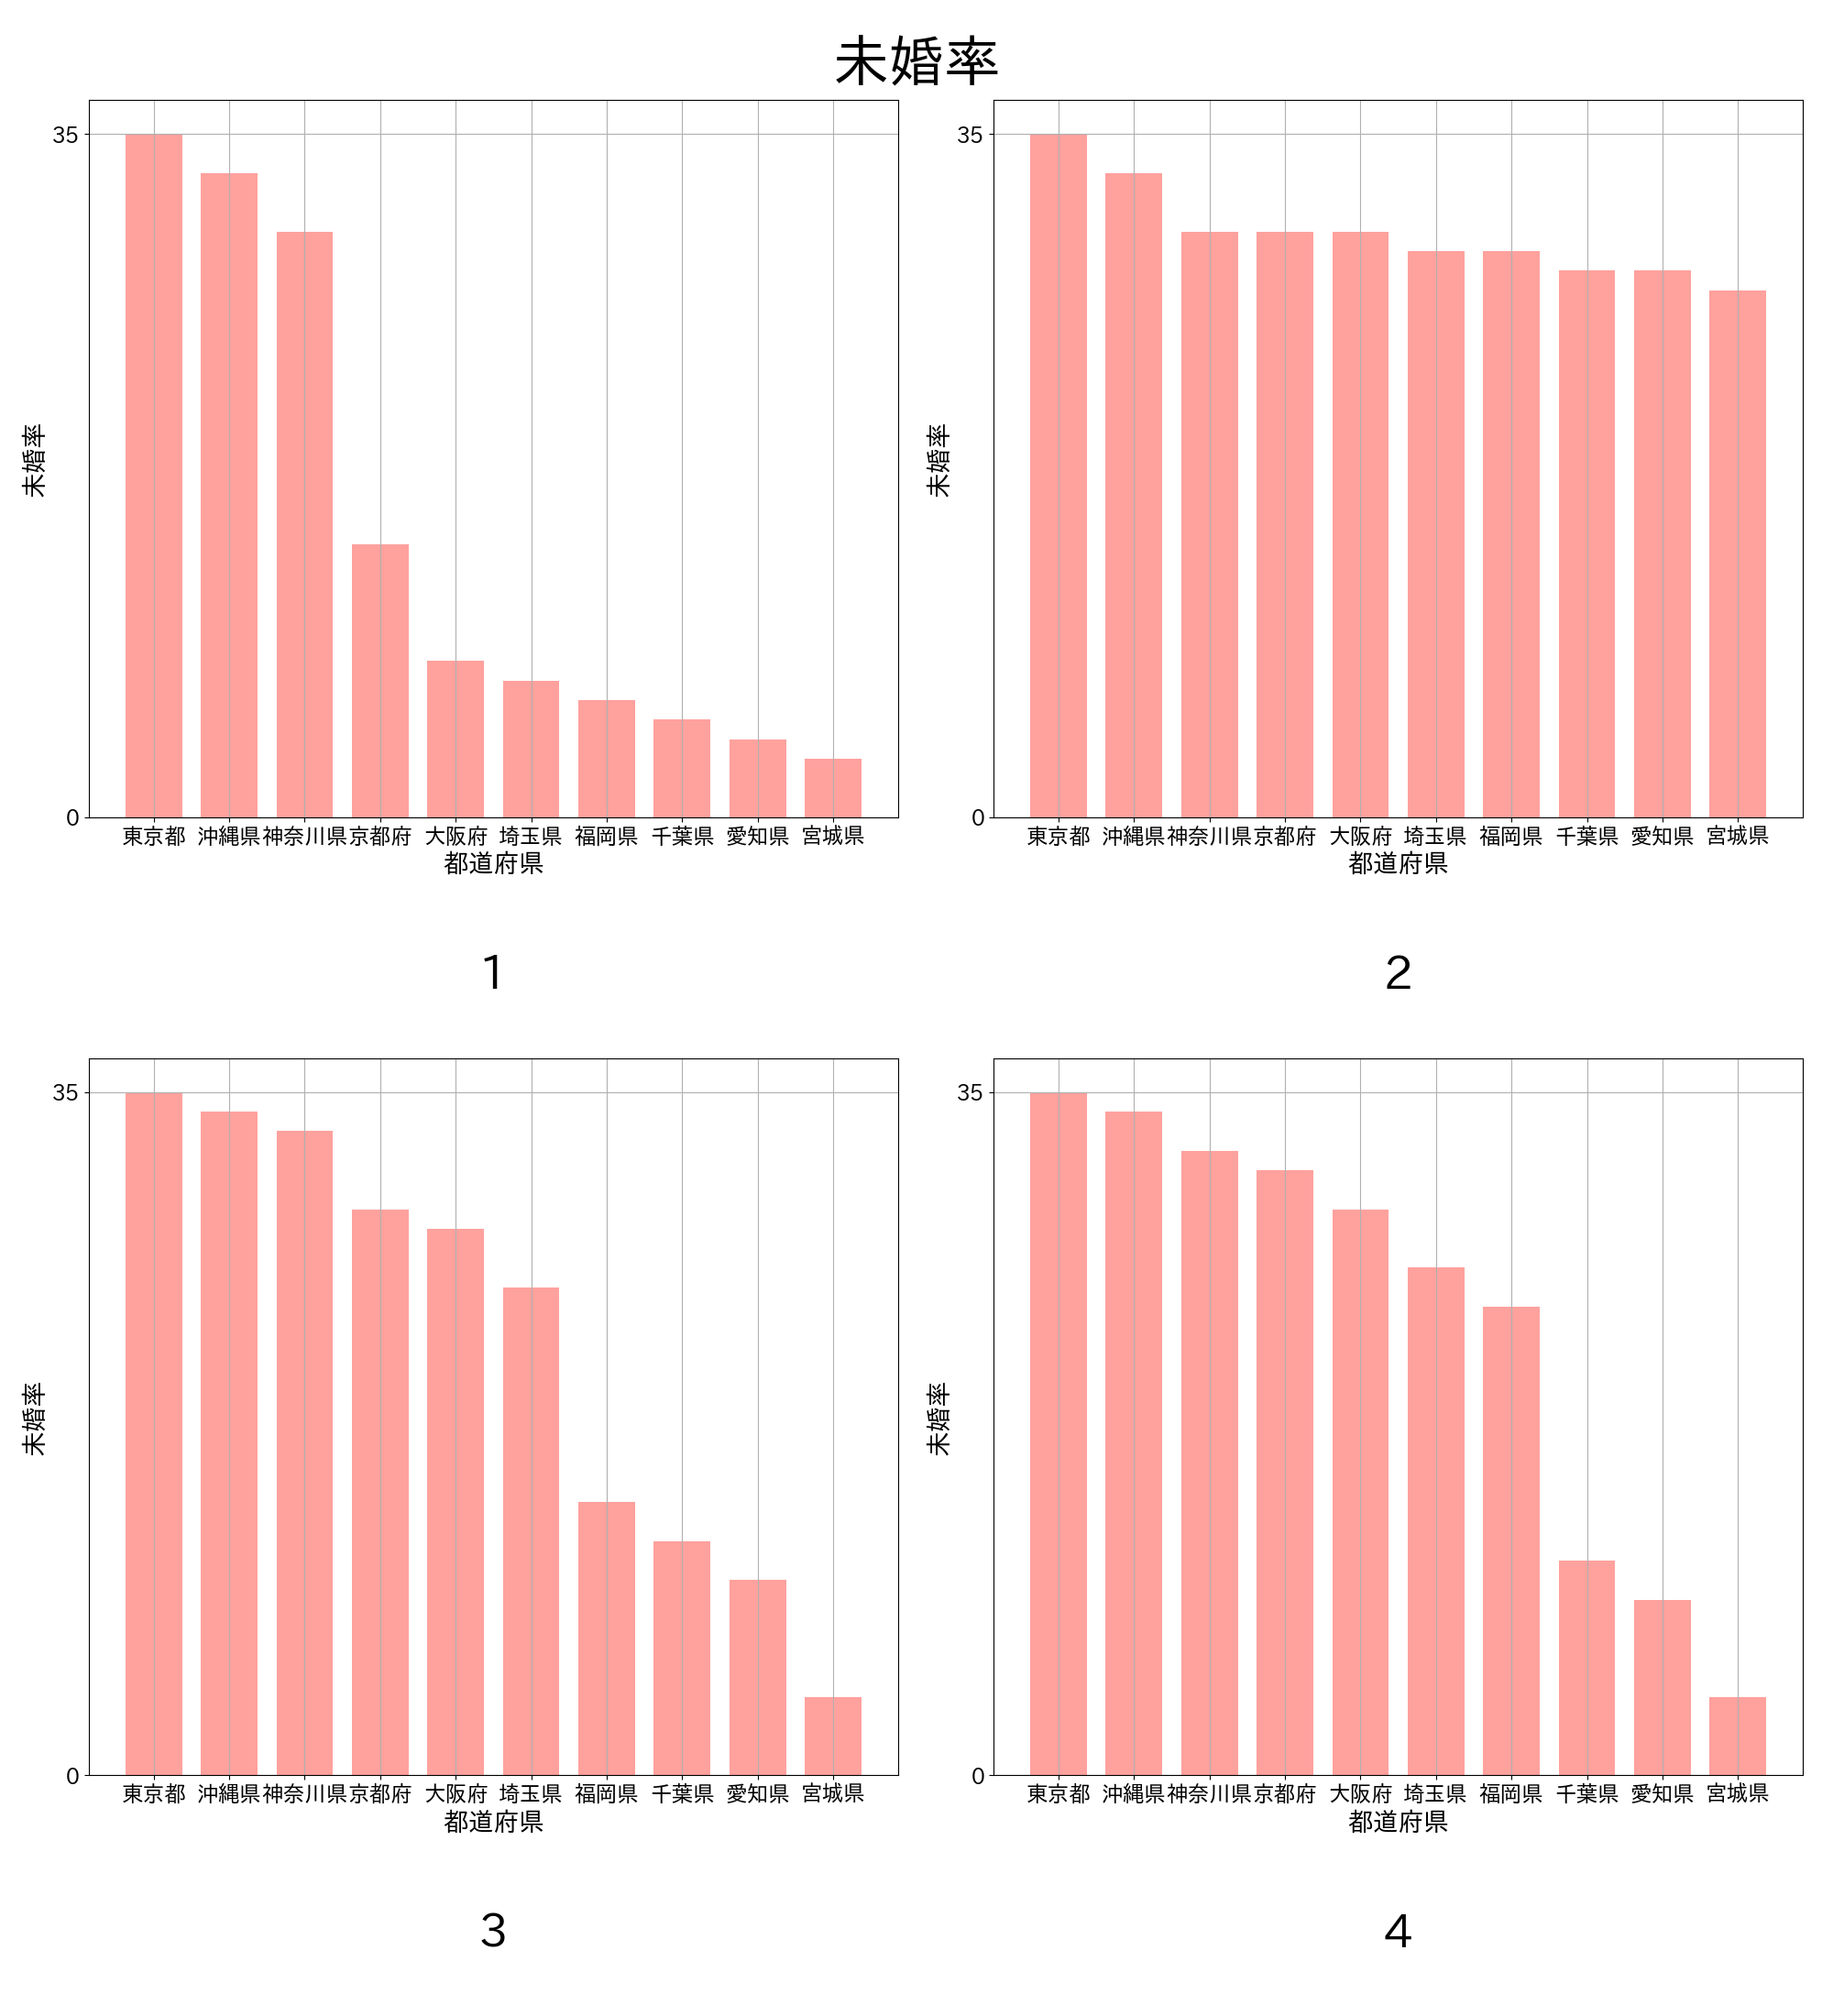 未婚率
35
0
未婚率
東京都 沖縄県 神奈川県 京都府 大阪府 埼玉県 福岡県 千葉県 愛知県 宮城県
都道府県
1
35
0
未婚率
東京都 沖縄県 神奈川県 京都府 大阪府 埼玉県 福岡県 千葉県 愛知県 宮城県
都道府県
2
35
0
未婚率
東京都 沖縄県 神奈川県 京都府 大阪府 埼玉県 福岡県 千葉県 愛知県 宮城県
都道府県
3
35
0
未婚率
東京都 沖縄県 神奈川県 京都府 大阪府 埼玉県 福岡県 千葉県 愛知県 宮城県
都道府県
4